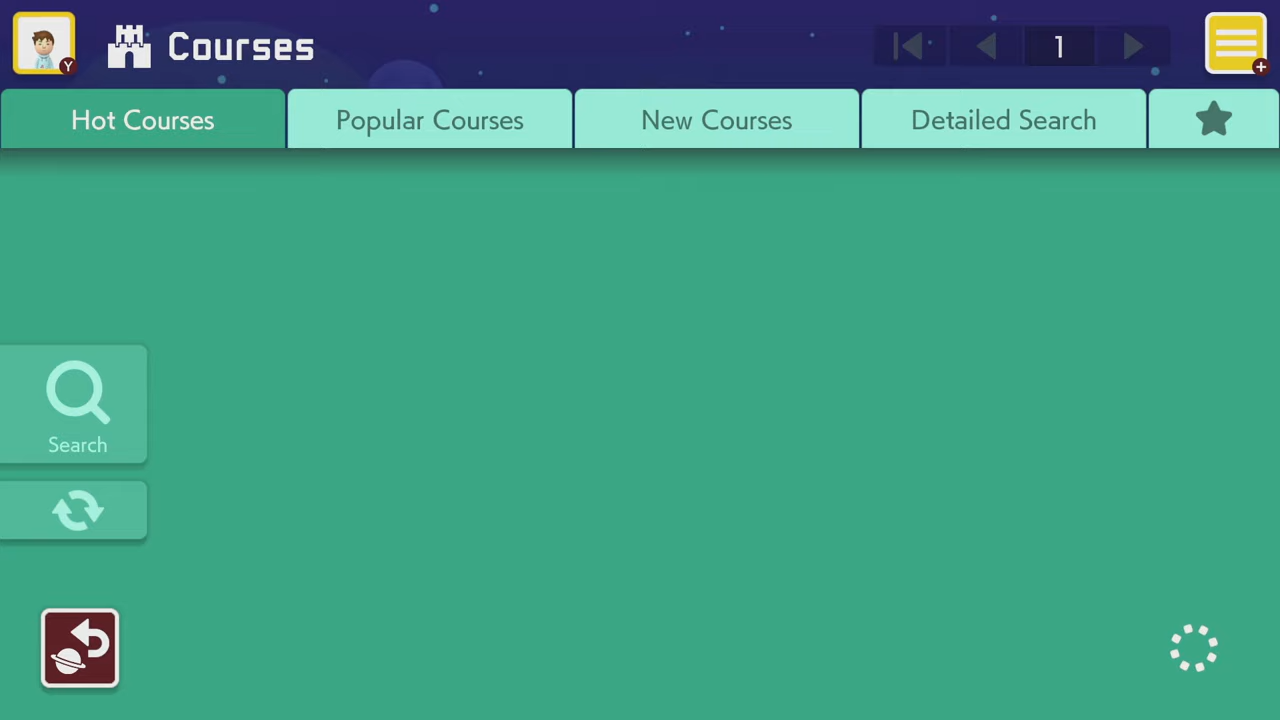 Y
Courses
1
+
Hot Courses
Popular Courses
New Courses
Detailed Search
Search